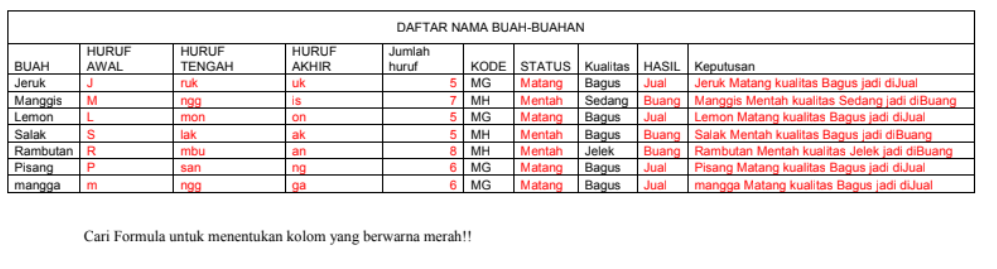 DAFTAR NAMA BUAH-BUAHAN
BUAH HURUF AWAL HURUF TENGAH HURUF AKHIR Jumlah huruf KODE STATUS Kualitas HASIL Keputusan
Jeruk J ruk uk 5 MG Matang Bagus Jual Jeruk Matang kualitas Bagus jadi diJual
Manggis M ngg is 7 MH Mentah Sedang Buang Manggis Mentah kualitas Sedang jadi diBuang
Lemon L mon on 5 MG Matang Bagus Jual Lemon Matang kualitas Bagus jadi diJual
Salak S lak ak 5 MH Mentah Bagus Buang Salak Mentah kualitas Bagus jadi diBuang
Rambutan R mbu an 8 MH Mentah Jelek Buang Rambutan Mentah kualitas Jelek jadi diBuang
Pisang P san ng 6 MG Matang Bagus Jual Pisang Matang kualitas Bagus jadi diJual
mangga m ngg ga 6 MG Matang Bagus Jual mangga Matang kualitas Bagus jadi diJual
Cari Formula untuk menentukan kolom yang berwarna merah!!